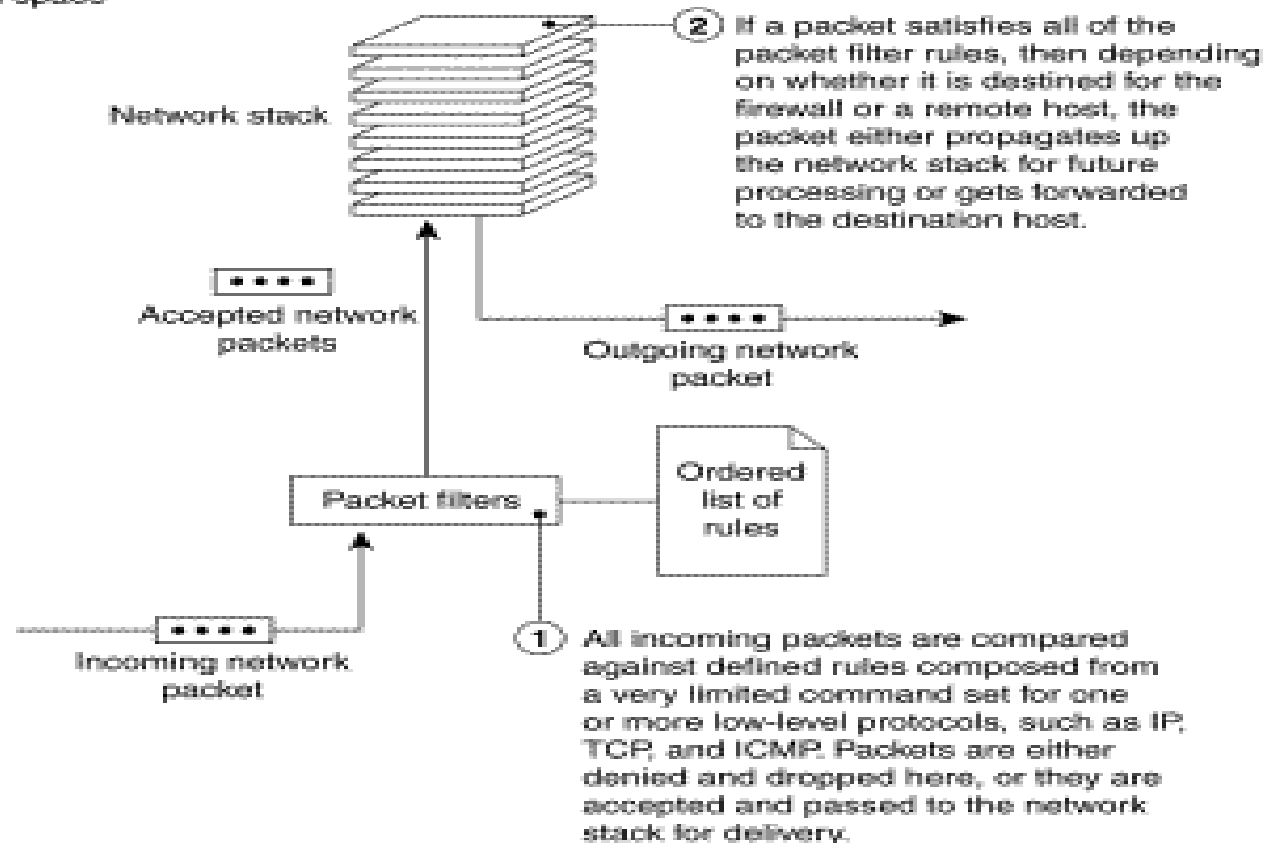 space
2 If a packet satisfies all of the
packet filter rules, then depending
on whether it is destined for the
firewall or a remote host, the
packet either propagates up
the network stack for future
processing or gets forwarded
to the destination host.
Network stack
Accepted network
packets
Outgoing network
packet
Ordered
list of
rules
Packet filters
Incoming network
packet
1 All incoming packets are compared
against defined rules composed from
a very limited command set for one
or more low-level protocols, such as IP,
TCP, and ICMP. Packets are either
denied and dropped here, or they are
accepted and passed to the network
stack for delivery.